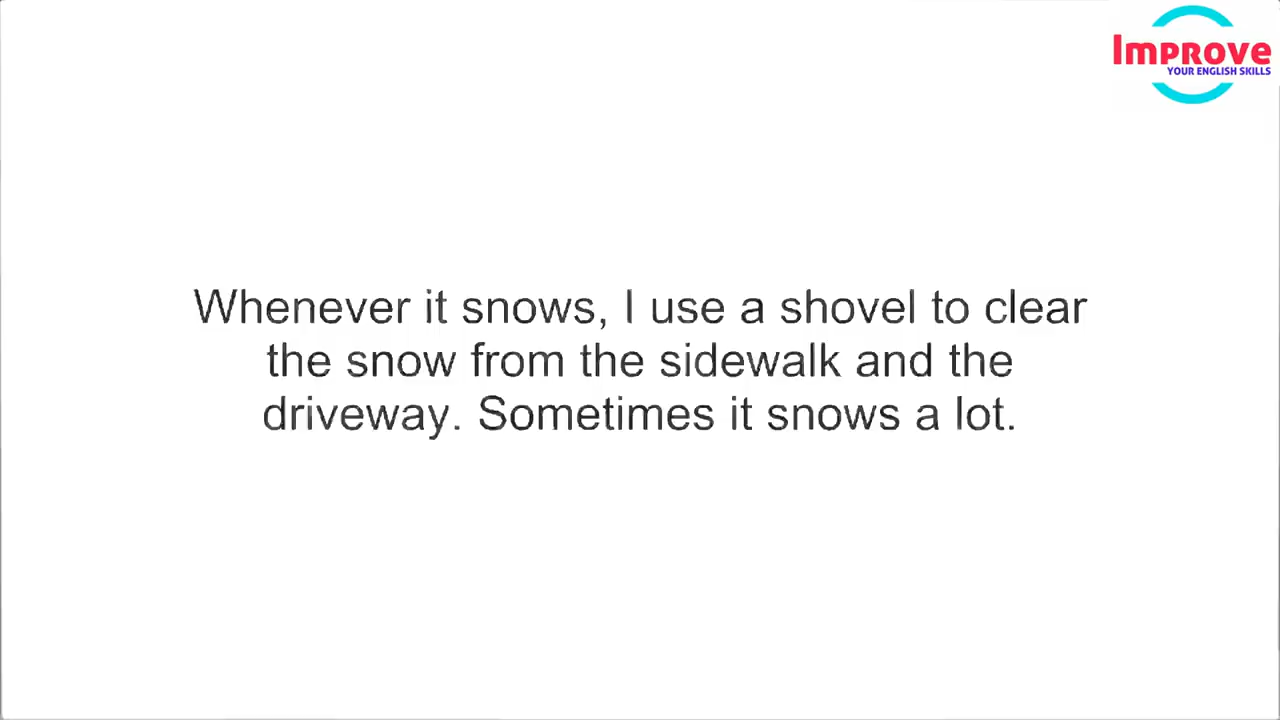 Improve
YOUR ENGLISH SKILLS
Whenever it snows, I use a shovel to clear
the snow from the sidewalk and the
driveway. Sometimes it snows a lot.